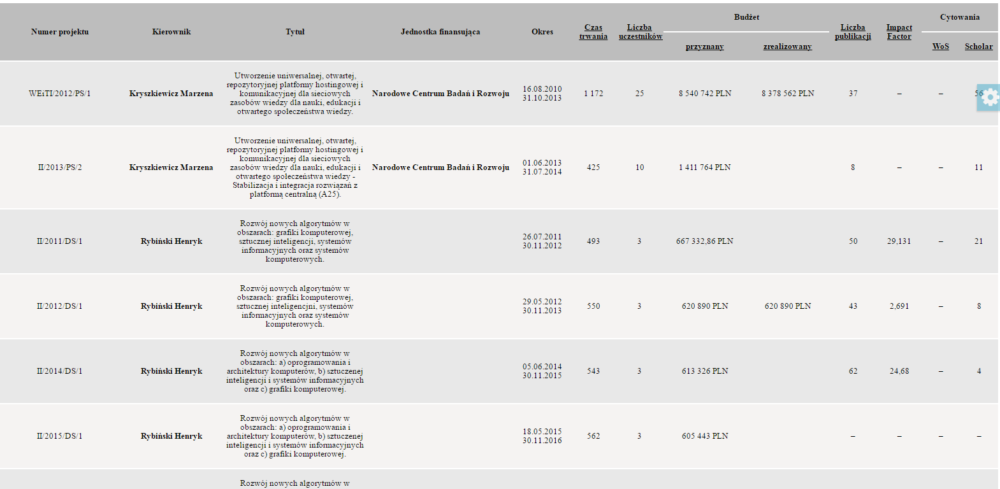 Numer projektu Kierownik Tytuł Jednostka finansująca Okres Czas trwania Liczba uczestników Budżet przyznany zrealizowany Liczba publikacji Impact Factor Cytowania WoS Scholar
WEiTI/2012/PS/1
Kryszkiewicz Marzena
Utworzenie uniwersalnej, otwartej,
repozytoryjnej platformy hostingowej i
komunikacyjnej dla sieciowych
zasobów wiedzy dla nauki, edukacji i
otwartego społeczeństwa wiedzy.
Narodowe Centrum Badań i Rozwoju
16.08.2010
31.10.2013
1 172 25 8 540 742 PLN 8 378 562 PLN 37 – – 56
II/2013/PS/2
Kryszkiewicz Marzena
Utworzenie uniwersalnej, otwartej,
repozytoryjnej platformy hostingowej i
komunikacyjnej dla sieciowych
zasobów wiedzy dla nauki, edukacji i
otwartego społeczeństwa wiedzy -
Stabilizacja i integracja rozwiązań z
platformą centralną (A25).
Narodowe Centrum Badań i Rozwoju
01.06.2013
31.07.2014
425 10 1 411 764 PLN 8 – – 11
II/2011/DS/1
Rybiński Henryk
Rozwój nowych algorytmów w
obszarach: grafiki komputerowej,
sztucznej inteligencji, systemów
informacyjnych oraz systemów
komputerowych.
26.07.2011
30.11.2012
493 3 667 332,86 PLN 50 29,131 – 21
II/2012/DS/1
Rybiński Henryk
Rozwój nowych algorytmów w
obszarach: grafiki komputerowej,
sztucznej inteligencjni, systemów
informacyjnych oraz systemów
komputerowych.
29.05.2012
30.11.2013
550 3 620 890 PLN 620 890 PLN 43 2,691 – 8
II/2014/DS/1
Rybiński Henryk
Rozwój nowych algorytmów w
obszarach: a) oprogramowania i
architektury komputerów, b) sztuczenej
inteligencji i systemów informacyjnych
oraz c) grafiki komputerowej.
05.06.2014
30.11.2015
543 3 613 326 PLN 62 24,68 – 4
II/2015/DS/1
Rybiński Henryk
Rozwój nowych algorytmów w
obszarach: a) oprogramowania i
architektury komputerów, b) sztuczenej
inteligencji i systemów informacyjnych
oraz c) grafiki komputerowej.
18.05.2015
30.11.2016
562 3 605 443 PLN – – – –
Rozwój nowych algorytmów w